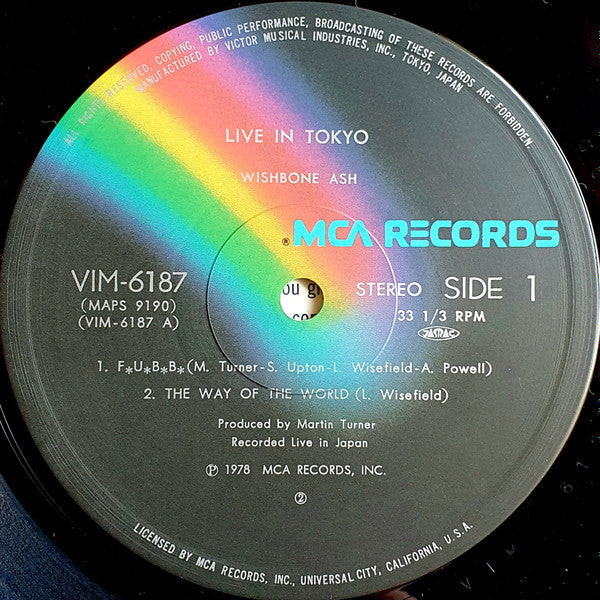 ALL RIGHTS RESERVED. COPYING, PUBLIC PERFORMANCE, BROADCASTING OF THESE RECORDS ARE FORBIDDEN.
MANUFACTURED BY VICTOR MUSICAL INDUSTRIES, INC., TOKYO, JAPAN
LIVE IN TOKYO
WISHBONE ASH
® MCA RECORDS
VIM-6187
(MAPS 9190)
(VIM-6187 A)
STEREO SIDE 1
33 1/3 RPM
JASRAC
1. F*U*B*B* (M. Turner-S. Upton-L. Wisefield-A. Powell)
2. THE WAY OF THE WORLD (L. Wisefield)
Produced by Martin Turner
Recorded Live in Japan
℗ 1978 MCA RECORDS, INC.
②
LICENSED BY MCA RECORDS, INC., UNIVERSAL CITY, CALIFORNIA, U.S.A.